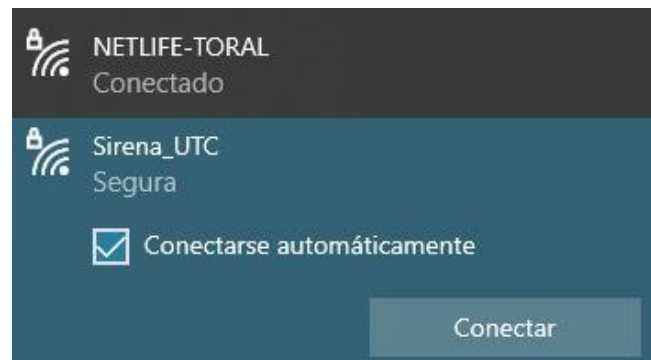 NETLIFE-TORAL
Conectado
Sirena_UTC
Segura
Conectarse automáticamente
Conectar